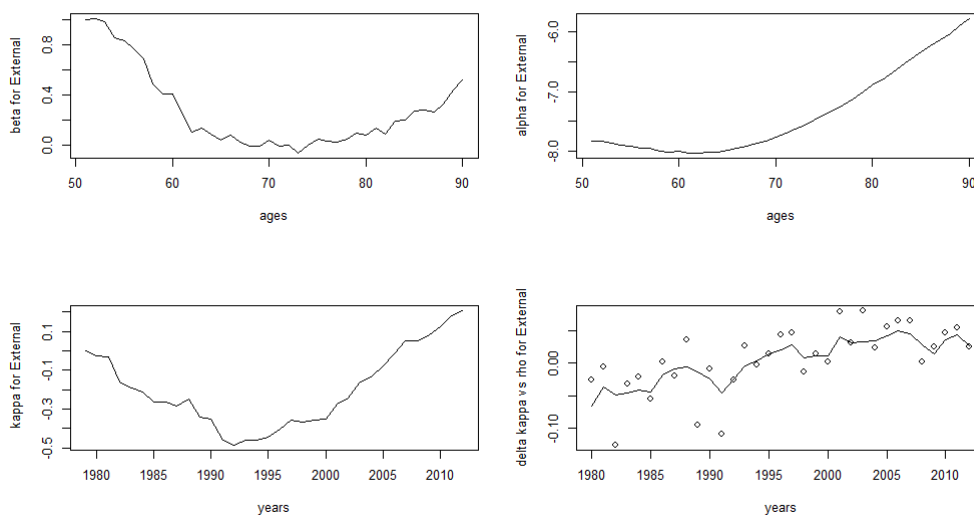 beta for External
0.0 0.4 0.8
50 60 70 80 90
ages
alpha for External
-8.0 -7.0 -6.0
50 60 70 80 90
ages
kappa for External
-0.5 -0.3 -0.1 0.1
1980 1985 1990 1995 2000 2005 2010
years
delta kappa vs rho for External
-0.10 0.00
1980 1985 1990 1995 2000 2005 2010
years